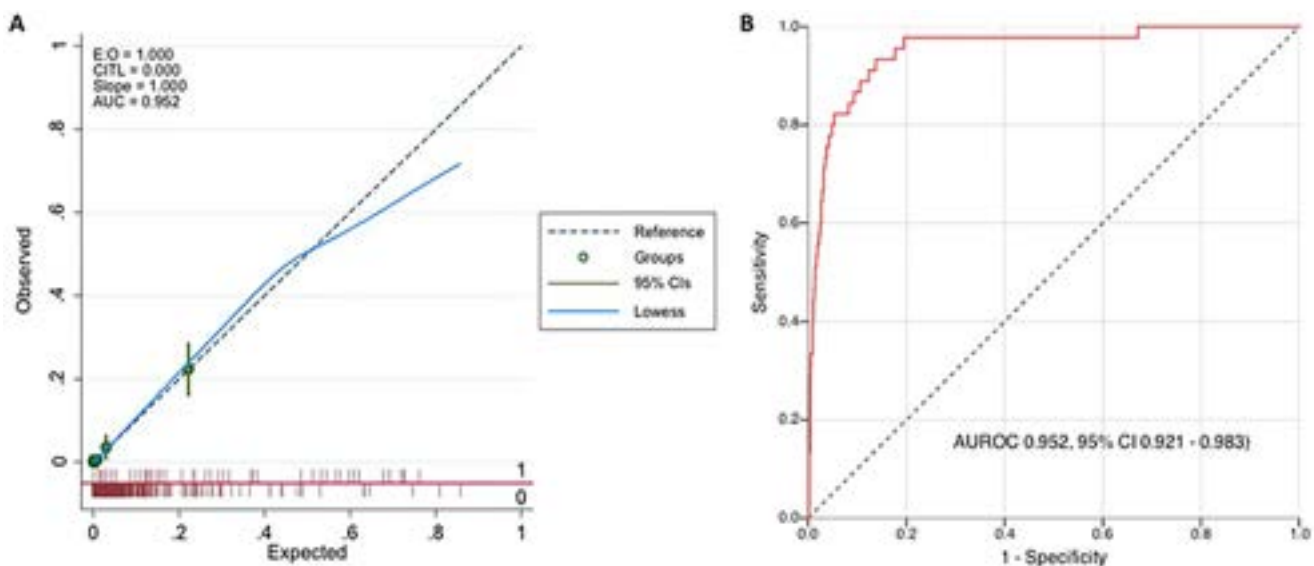 A
E:O = 1.000
CITL = 0.000
Slope = 1.000
AUC = 0.952
1
.8
.6
.4
.2
0
Observed
1
0
0
.2
.4
.6
.8
1
Expected
Reference
Groups
95% CIs
Lowess
B
1.0
0.8
0.6
0.4
0.2
0.0
Sensitivity
AUROC 0.952, 95% CI 0.921 - 0.983)
0.0
0.2
0.4
0.6
0.8
1.0
1 - Specificity